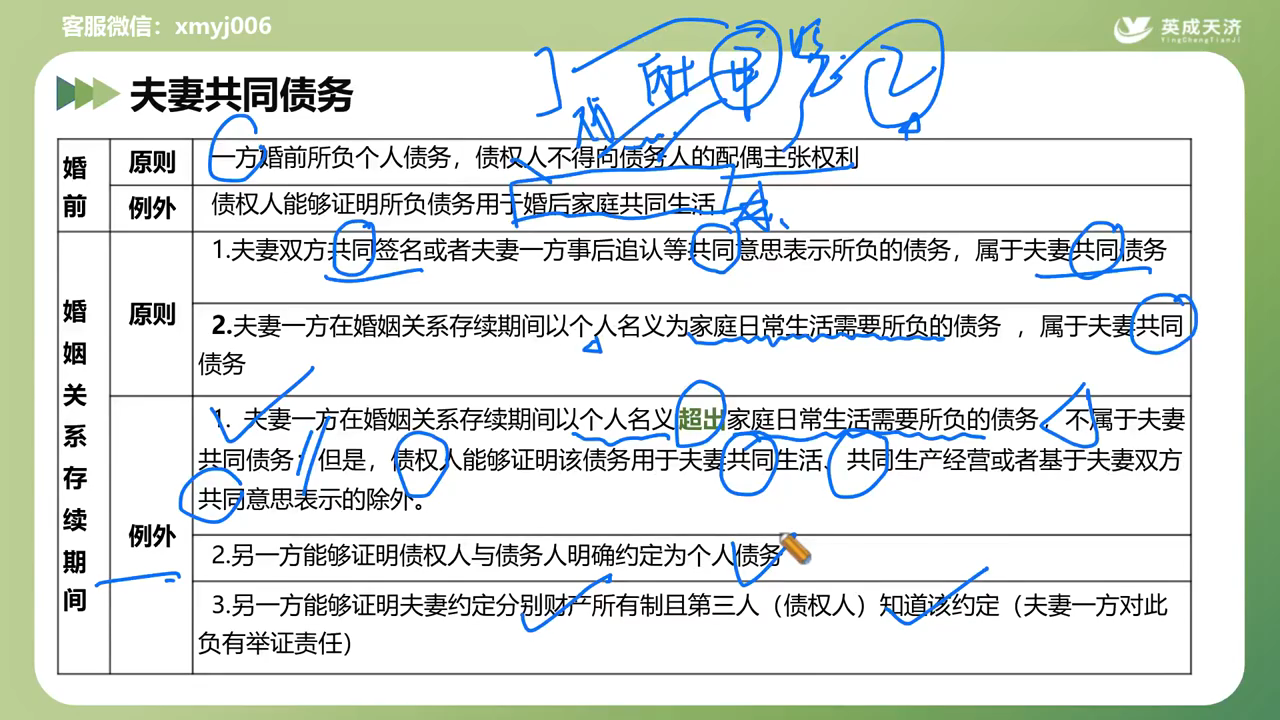 客服微信：xmyj006
英成天济
YingChengTianJi
夫妻共同债务
婚前
原则
一方婚前所负个人债务，债权人不得向债务人的配偶主张权利
例外
债权人能够证明所负债务用于婚后家庭共同生活
婚姻关系存续期间
原则
1.夫妻双方共同签名或者夫妻一方事后追认等共同意思表示所负的债务，属于夫妻共同债务
2.夫妻一方在婚姻关系存续期间以个人名义为家庭日常生活需要所负的债务 ，属于夫妻共同
债务
例外
1. 夫妻一方在婚姻关系存续期间以个人名义超出家庭日常生活需要所负的债务，不属于夫妻
共同债务；但是，债权人能够证明该债务用于夫妻共同生活、共同生产经营或者基于夫妻双方
共同意思表示的除外。
2.另一方能够证明债权人与债务人明确约定为个人债务
3.另一方能够证明夫妻约定分别财产所有制且第三人（债权人）知道该约定（夫妻一方对此
负有举证责任）